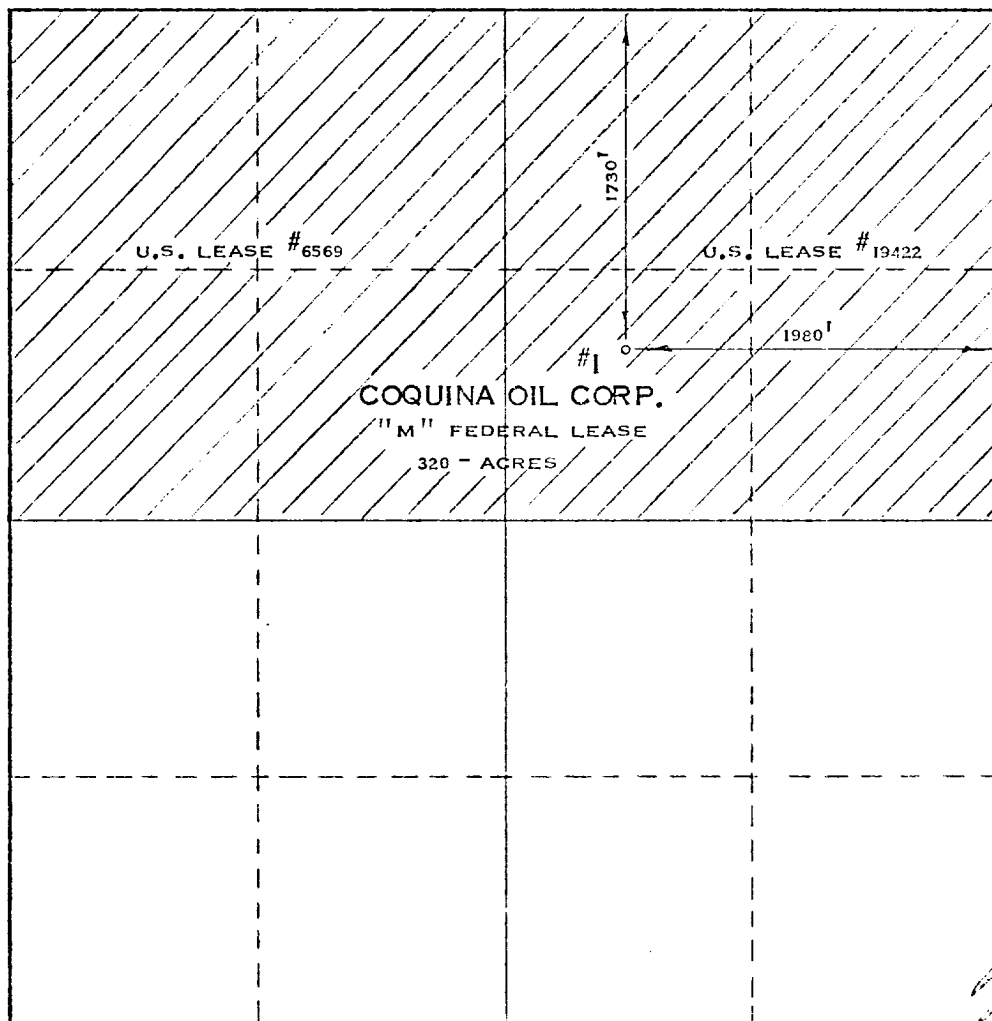 1730'
U.S. LEASE #6569
U.S. LEASE #19422
1980'
#1
COQUINA OIL CORP.
"M" FEDERAL LEASE
320 - ACRES